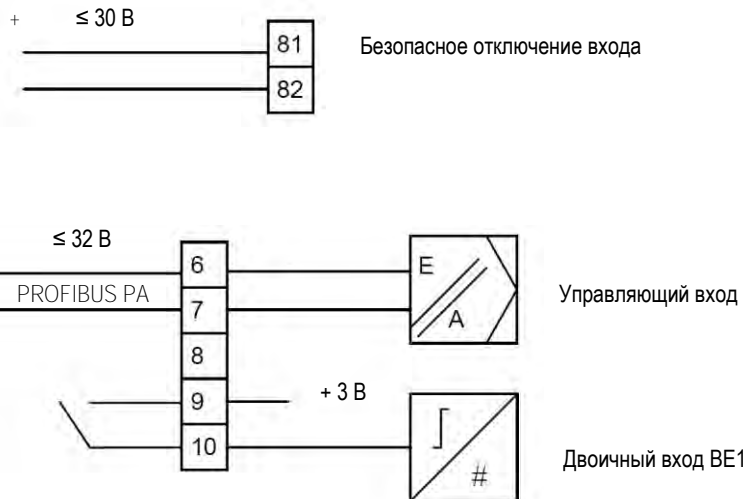 + ≤ 30 В
81 Безопасное отключение входа
82
≤ 32 В
6 E
PROFIBUS PA 7 A Управляющий вход
8
9 + 3 В
10 # Двоичный вход BE1